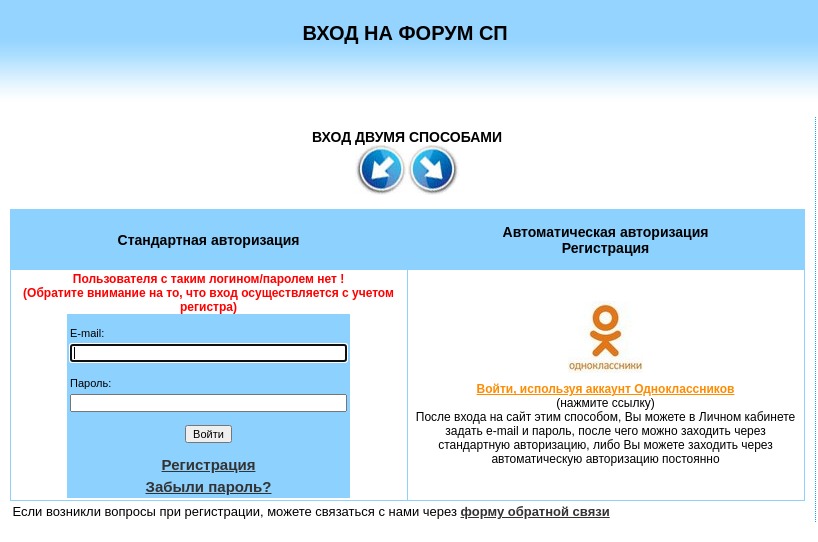 ВХОД НА ФОРУМ СП
ВХОД ДВУМЯ СПОСОБАМИ
Стандартная авторизация
Автоматическая авторизация
Регистрация
Пользователя с таким логином/паролем нет !
(Обратите внимание на то, что вход осуществляется с учетом
регистра)
E-mail:
Пароль:
Войти
Регистрация
Забыли пароль?
одноклассники
Войти, используя аккаунт Одноклассников
(нажмите ссылку)
После входа на сайт этим способом, Вы можете в Личном кабинете
задать e-mail и пароль, после чего можно заходить через
стандартную авторизацию, либо Вы можете заходить через
автоматическую авторизацию постоянно
Если возникли вопросы при регистрации, можете связаться с нами через форму обратной связи